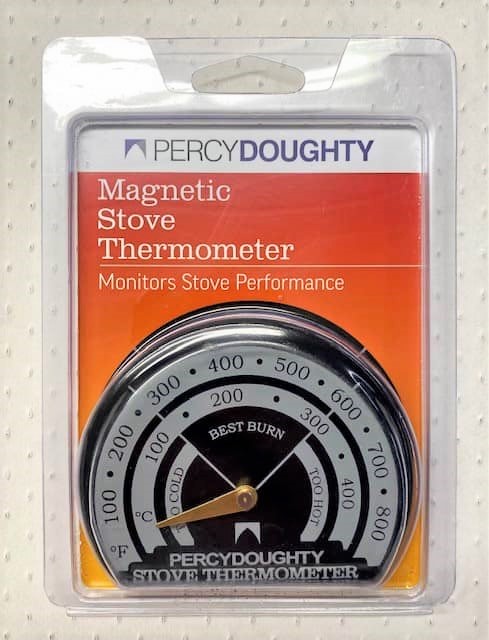 PERCYDOUGHTY
Magnetic
Stove
Thermometer
Monitors Stove Performance
100 • 200 • 300 • 400 • 500 • 600 • 700 • 800
°F
100 • 200 • 300 • 400
°C
BEST BURN
TOO COLD
TOO HOT
PERCYDOUGHTY
STOVE THERMOMETER